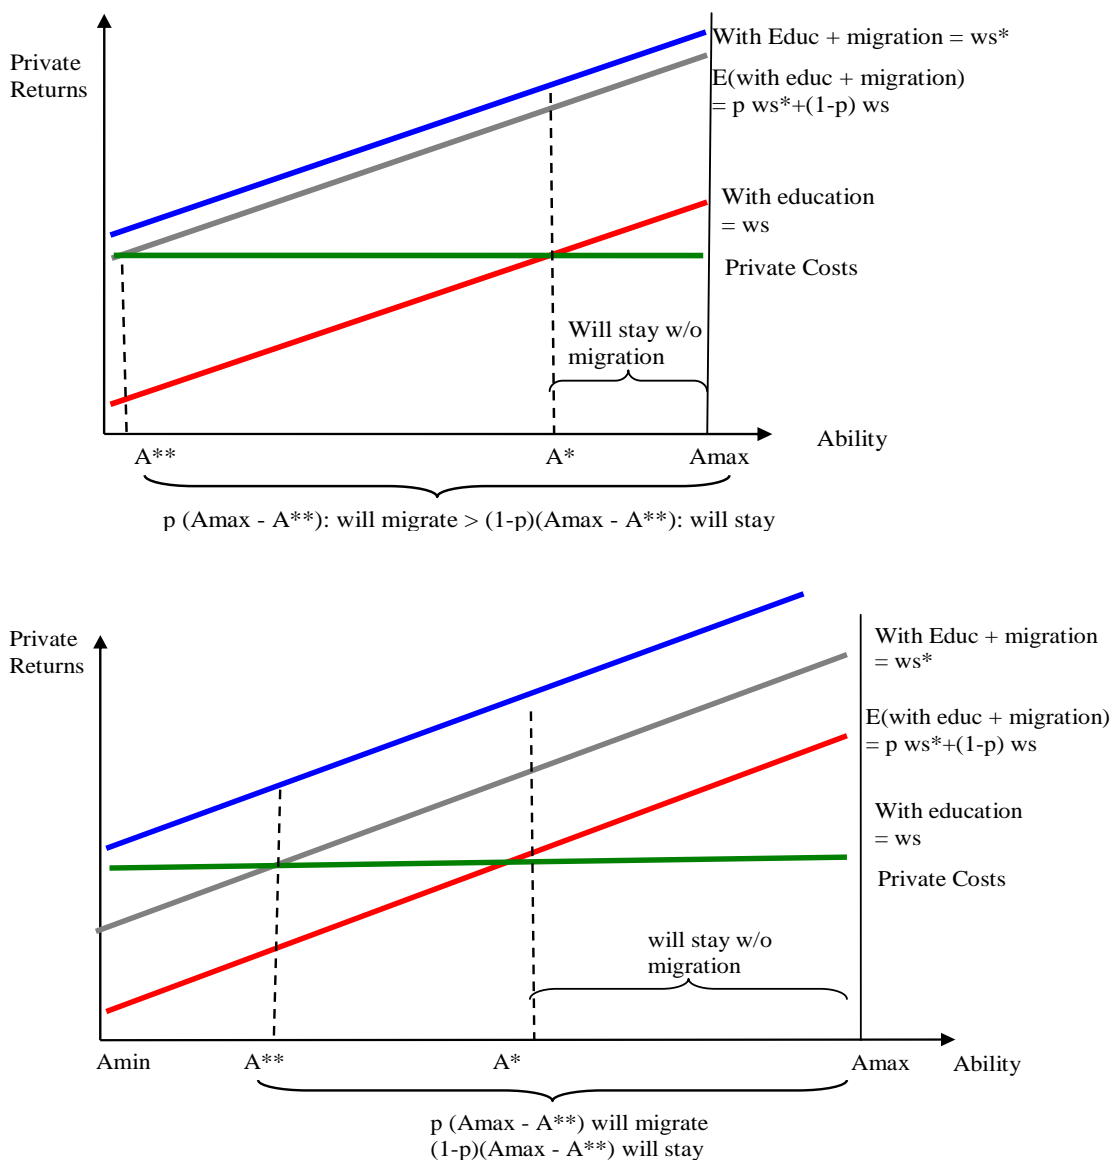 Private
Returns
With Educ + migration = ws*
E(with educ + migration)
= p ws*+(1-p) ws
With education
= ws
Private Costs
Will stay w/o
migration
A**
A*
Amax
Ability
p (Amax - A**): will migrate > (1-p)(Amax - A**): will stay
Private
Returns
With Educ + migration
= ws*
E(with educ + migration)
= p ws*+(1-p) ws
With education
= ws
Private Costs
will stay w/o
migration
Amin
A**
A*
Amax
Ability
p (Amax - A**) will migrate
(1-p)(Amax - A**) will stay